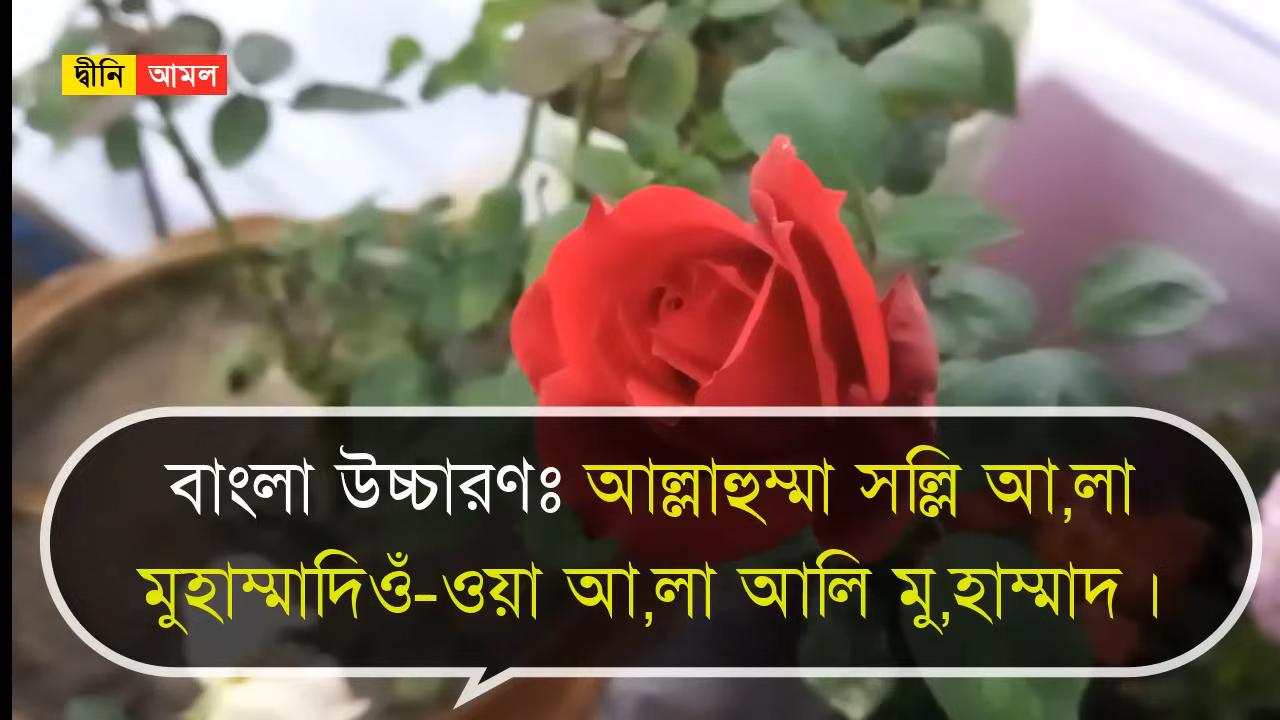 দ্বীনি আমল
বাংলা উচ্চারণঃ আল্লাহুম্মা সল্লি আ,লা
মুহাম্মাদিওঁ-ওয়া আ,লা আলি মু,হাম্মাদ ।